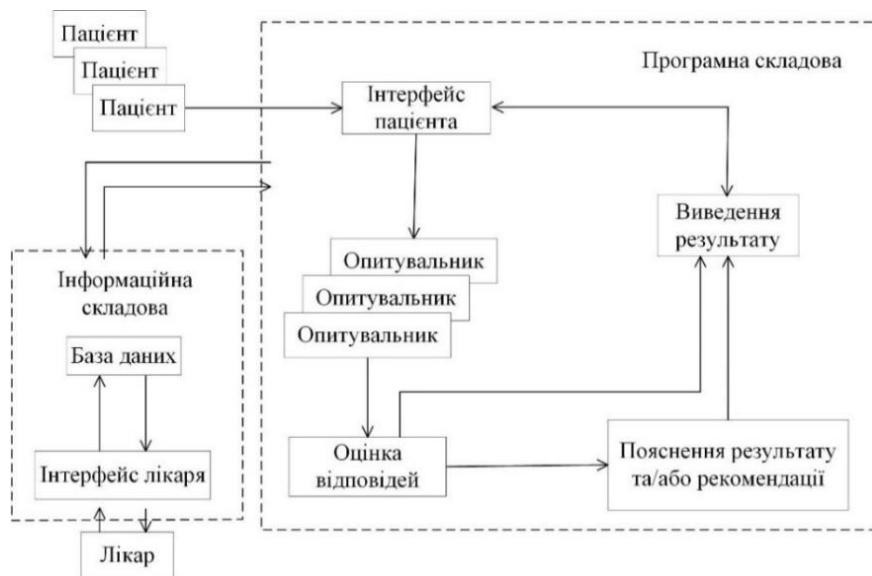 Пацієнт
Пацієнт
Пацієнт
Програмна складова
Інтерфейс
пацієнта
Виведення
результату
Опитувальник
Опитувальник
Опитувальник
Інформаційна
складова
База даних
Інтерфейс лікаря
Лікар
Оцінка
відповідей
Пояснення результату
та/або рекомендації